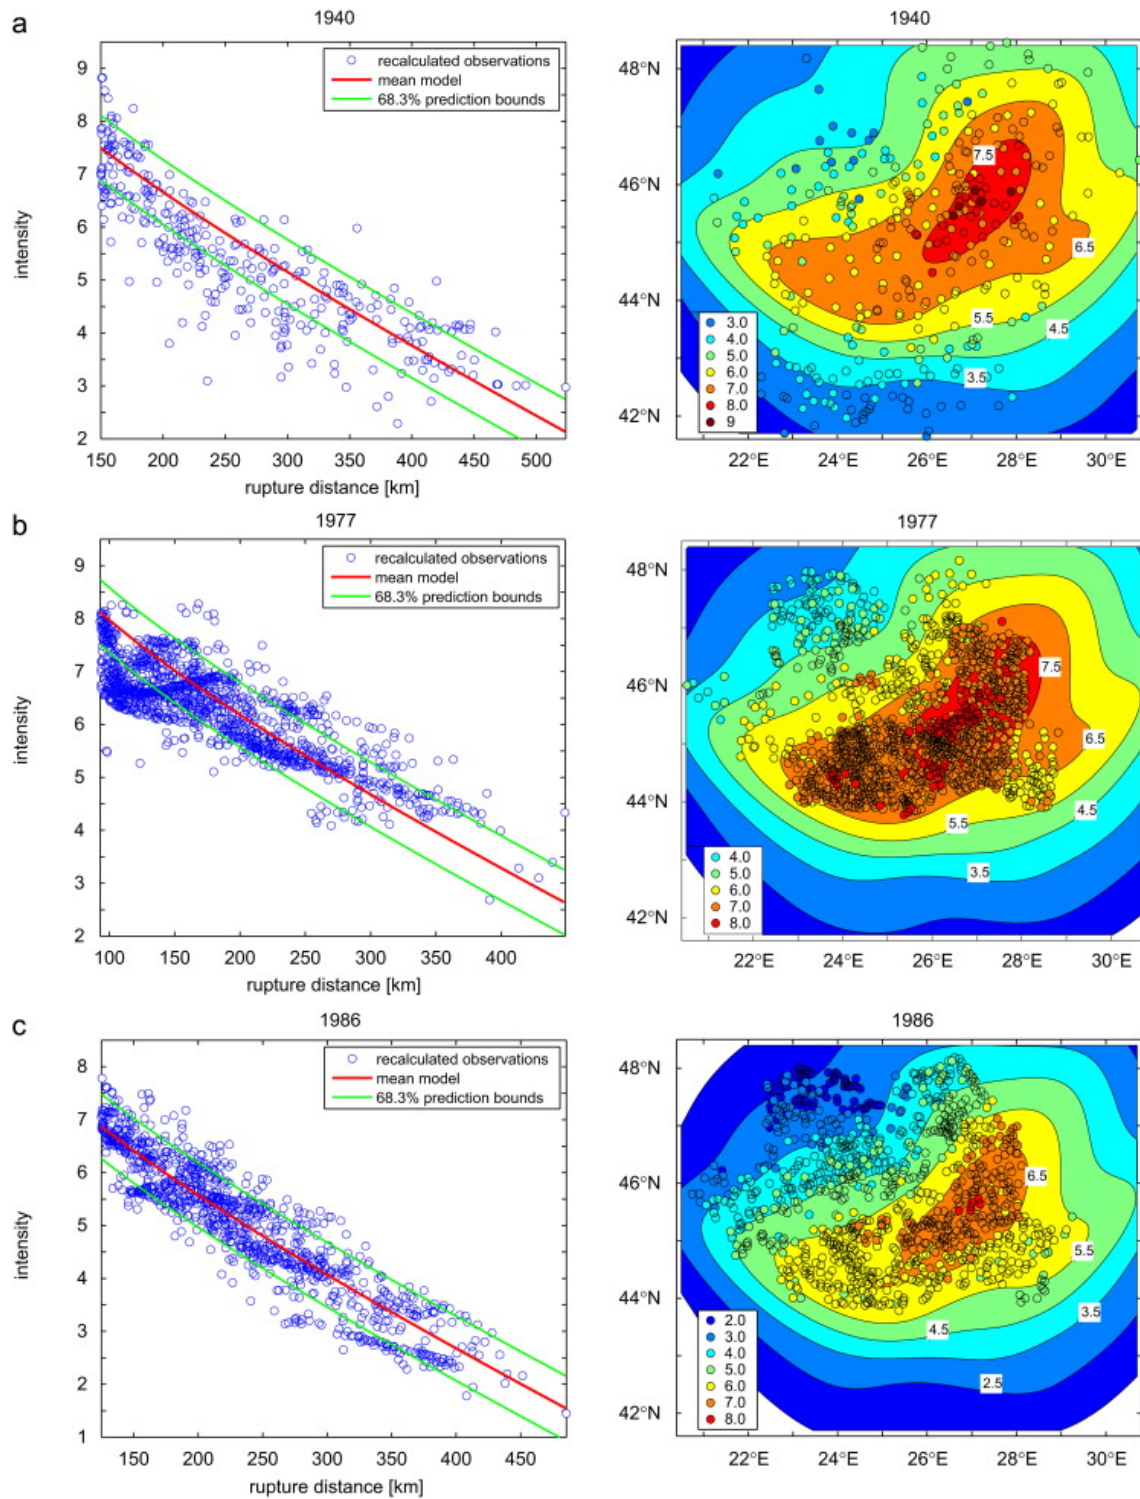 a
1940
recalculated observations
mean model
68.3% prediction bounds
9
8
7
6
5
4
3
2
intensity
150 200 250 300 350 400 450 500
rupture distance [km]
1940
48°N
46°N
44°N
42°N
7.5
6.5
5.5
4.5
3.5
3.0
4.0
5.0
6.0
7.0
8.0
9
22°E 24°E 26°E 28°E 30°E
b
1977
recalculated observations
mean model
68.3% prediction bounds
9
8
7
6
5
4
3
2
intensity
100 150 200 250 300 350 400
rupture distance [km]
1977
48°N
46°N
44°N
42°N
7.5
6.5
4.5
5.5
3.5
4.0
5.0
6.0
7.0
8.0
22°E 24°E 26°E 28°E 30°E
c
1986
recalculated observations
mean model
68.3% prediction bounds
8
7
6
5
4
3
2
1
intensity
150 200 250 300 350 400 450
rupture distance [km]
1986
48°N
46°N
44°N
42°N
6.5
5.5
3.5
4.5
2.5
2.0
3.0
4.0
5.0
6.0
7.0
8.0
22°E 24°E 26°E 28°E 30°E